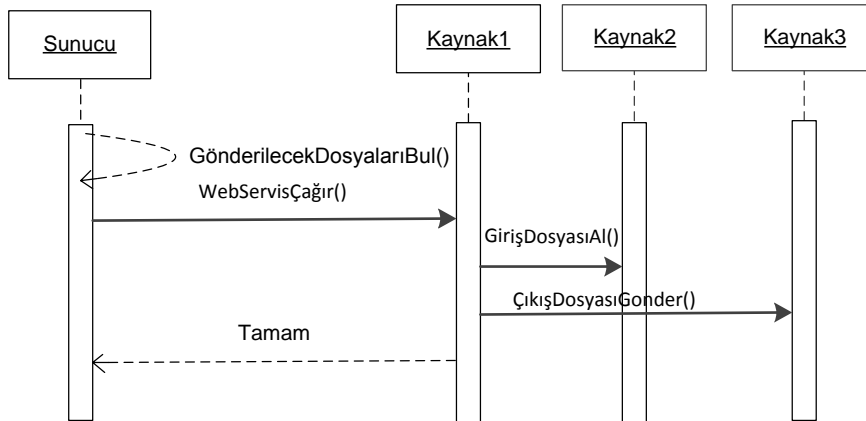 Sunucu
Kaynak1
Kaynak2
Kaynak3
GönderilecekDosyalarıBul()
WebServisÇağır()
GirişDosyasıAl()
ÇıkışDosyasıGonder()
Tamam